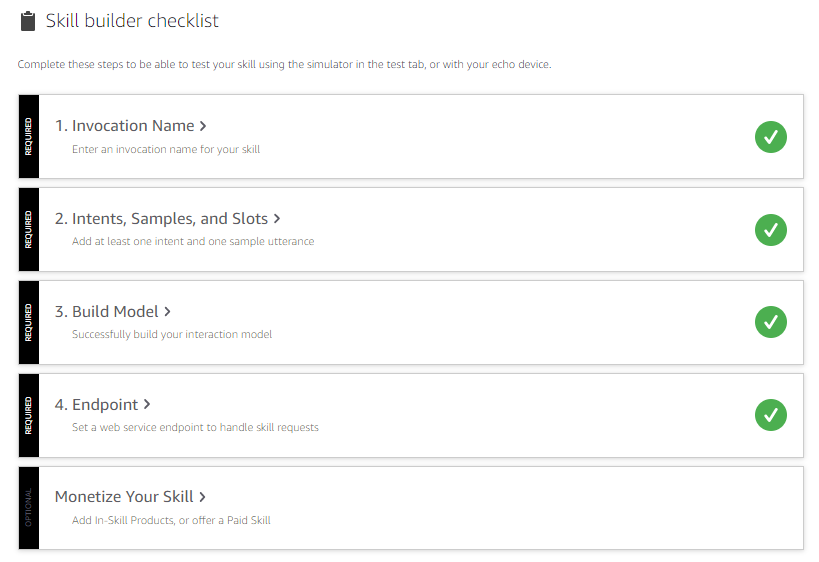 Skill builder checklist
Complete these steps to be able to test your skill using the simulator in the test tab, or with your echo device.
REQUIRED
1. Invocation Name >
Enter an invocation name for your skill
REQUIRED
2. Intents, Samples, and Slots >
Add at least one intent and one sample utterance
REQUIRED
3. Build Model >
Successfully build your interaction model
REQUIRED
4. Endpoint >
Set a web service endpoint to handle skill requests
OPTIONAL
Monetize Your Skill >
Add In-Skill Products, or offer a Paid Skill